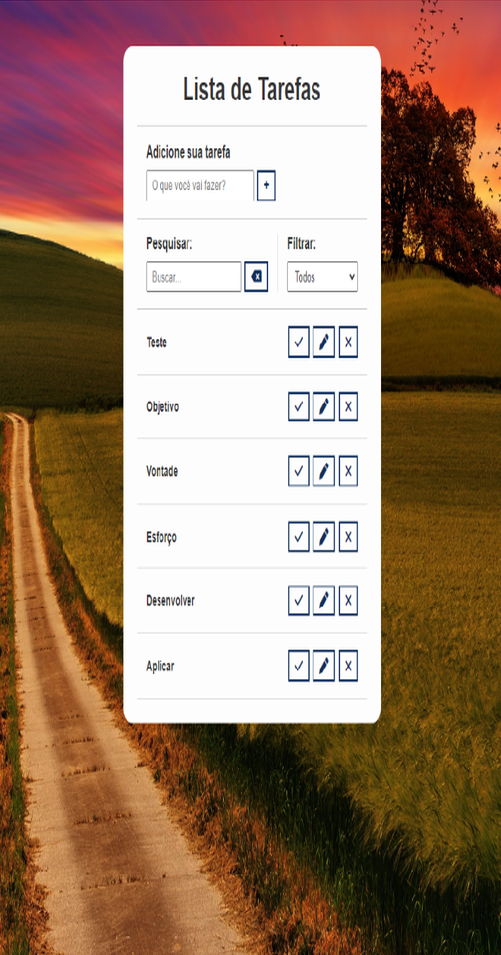 Lista de Tarefas
Adicione sua tarefa
O que você vai fazer?
+
Pesquisar:
Filtrar:
Buscar...
Todos
Teste
Objetivo
Vontade
Esforço
Desenvolver
Aplicar